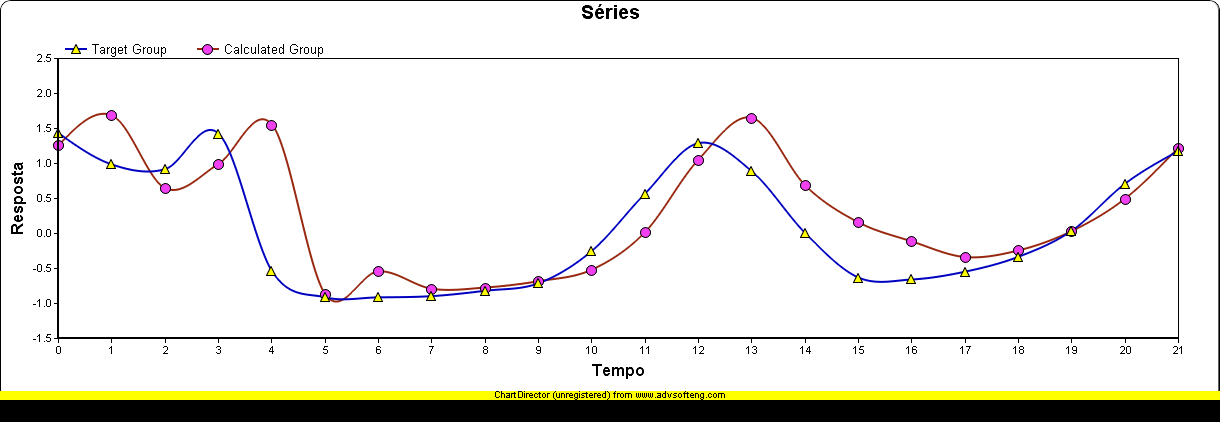 Séries
Target Group
Calculated Group
2.5
2.0
1.5
1.0
0.5
0.0
-0.5
-1.0
-1.5
Resposta
0 1 2 3 4 5 6 7 8 9 10 11 12 13 14 15 16 17 18 19 20 21
Tempo
ChartDirector (unregistered) from www.advsofteng.com